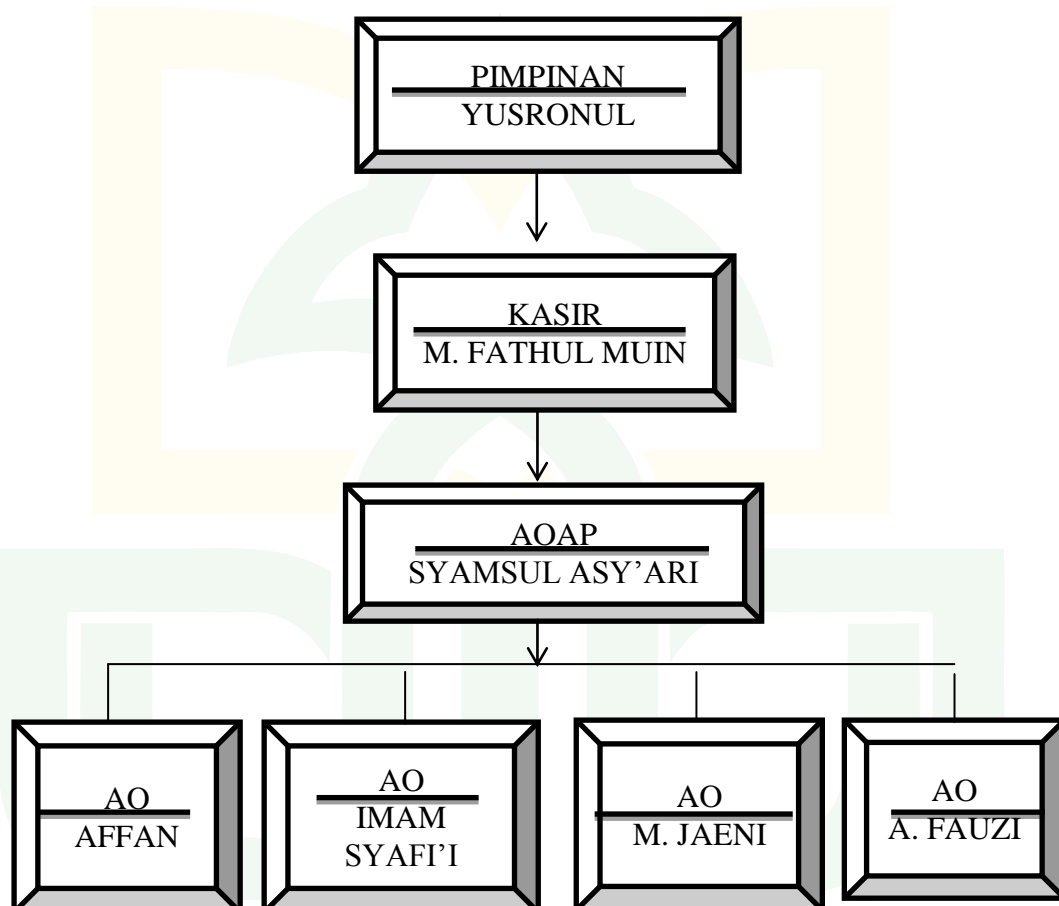 PIMPINAN
YUSRONUL
KASIR
M. FATHUL MUIN
AOAP
SYAMSUL ASY’ARI
AO
AFFAN
AO
IMAM
SYAFI’I
AO
M. JAENI
AO
A. FAUZI